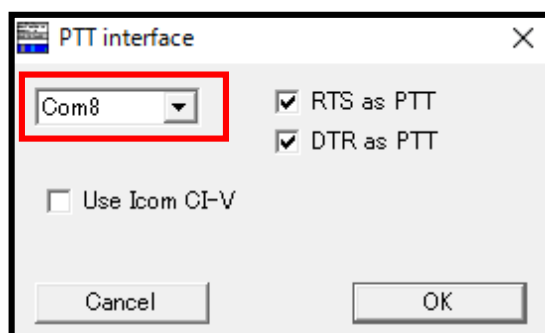 PTT interface
Com8
RTS as PTT
DTR as PTT
Use Icom CI-V
Cancel
OK